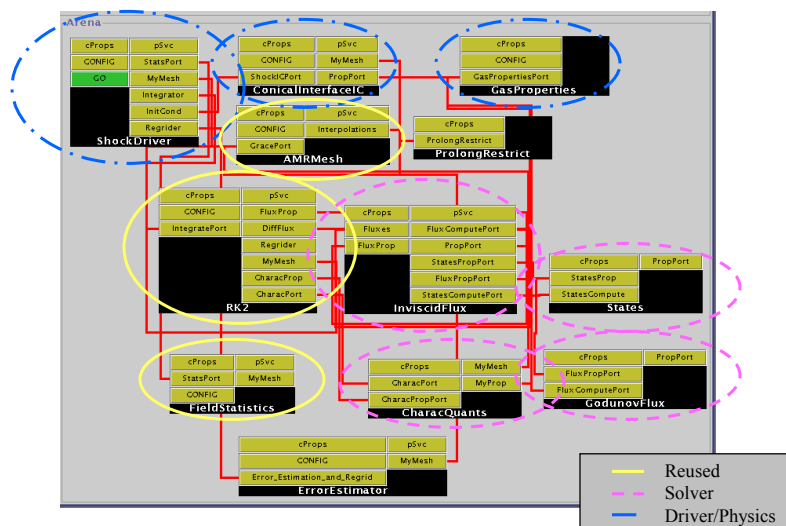 Arena
cProps pSvc
CONFIG StatsPort
GO MyMesh
Integrator
InitGond
Regrider
ShockDriver
cProps pSvc
CONFIG MyMesh
ShockIGPort PropPort
ConicalInterfaceIC
cProps
CONFIG
GasPropertiesPort
GasProperties
cProps pSvc
CONFIG Interpolations
GracePort
AMRMesh
cProps
ProlongRestrict
ProlongRestrict
cProps pSvc
CONFIG FluxProp
IntegratePort DiffFlux
Regrider
MyMesh
CharacProp
CharacPort
RK2
cProps pSvc
Fluxes FluxComputePort
FluxProp PropPort
StatesPropPort
FluxPropPort
StatesComputePort
InviscidFlux
cProps PropPort
StatesProp
StatesCompute
States
cProps pSvc
StatsPort MyMesh
CONFIG
FieldStatistics
cProps MyMesh
CharacPort MyProp
CharacPropPort
CharacQuants
cProps PropPort
FluxPropPort
FluxComputePort
GodunovFlux
cProps pSvc
CONFIG MyMesh
Error_Estimation_and_Regrid
ErrorEstimator
Reused
Solver
Driver/Physics